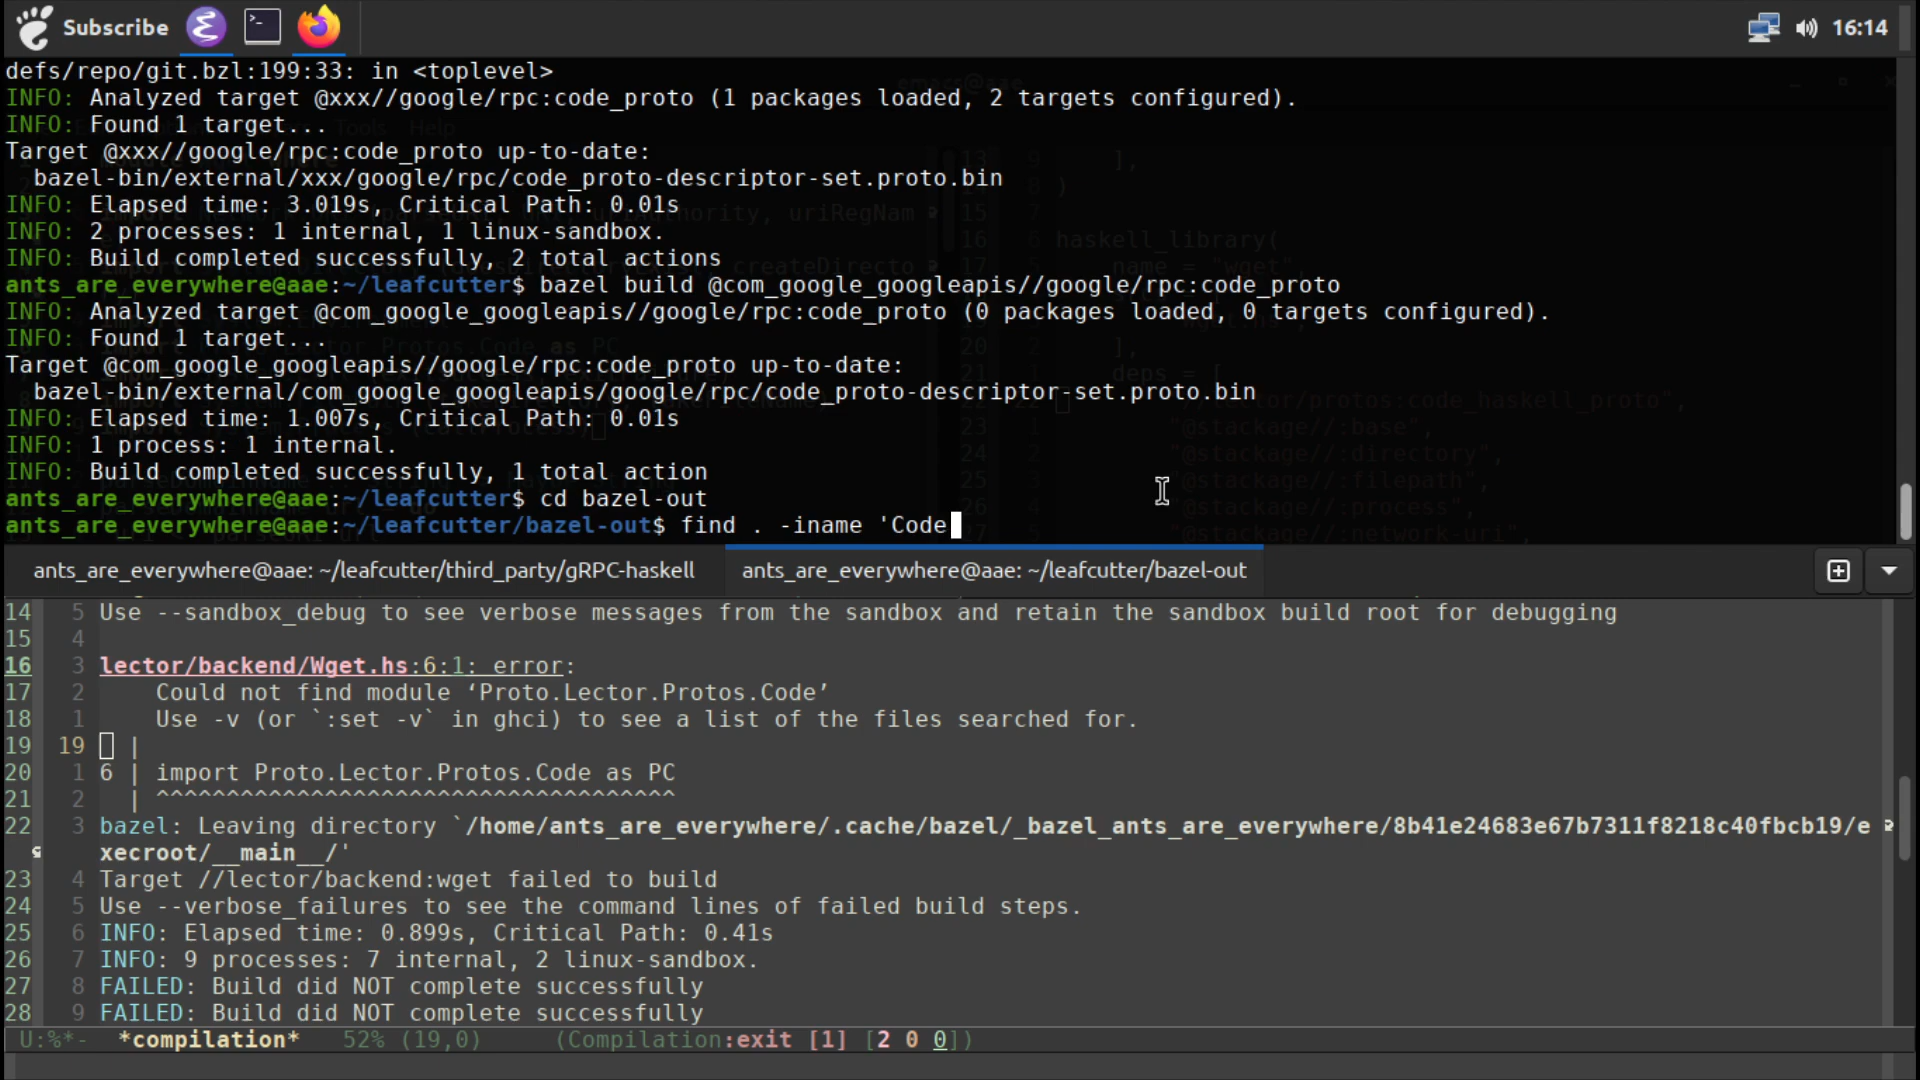 Subscribe
16:14
defs/repo/git.bzl:199:33: in <toplevel>
INFO: Analyzed target @xxx//google/rpc:code_proto (1 packages loaded, 2 targets configured).
INFO: Found 1 target...
Target @xxx//google/rpc:code_proto up-to-date:
  bazel-bin/external/xxx/google/rpc/code_proto-descriptor-set.proto.bin
INFO: Elapsed time: 3.019s, Critical Path: 0.01s
INFO: 2 processes: 1 internal, 1 linux-sandbox.
INFO: Build completed successfully, 2 total actions
ants_are_everywhere@aae:~/leafcutter$ bazel build @com_google_googleapis//google/rpc:code_proto
INFO: Analyzed target @com_google_googleapis//google/rpc:code_proto (0 packages loaded, 0 targets configured).
INFO: Found 1 target...
Target @com_google_googleapis//google/rpc:code_proto up-to-date:
  bazel-bin/external/com_google_googleapis/google/rpc/code_proto-descriptor-set.proto.bin
INFO: Elapsed time: 1.007s, Critical Path: 0.01s
INFO: 1 process: 1 internal.
INFO: Build completed successfully, 1 total action
ants_are_everywhere@aae:~/leafcutter$ cd bazel-out
ants_are_everywhere@aae:~/leafcutter/bazel-out$ find . -iname 'Code
ants_are_everywhere@aae: ~/leafcutter/third_party/gRPC-haskell
ants_are_everywhere@aae: ~/leafcutter/bazel-out
14 5 Use --sandbox_debug to see verbose messages from the sandbox and retain the sandbox build root for debugging
15 4
16 3 lector/backend/Wget.hs:6:1: error:
17 2     Could not find module ‘Proto.Lector.Protos.Code’
18 1     Use -v (or `:set -v` in ghci) to see a list of the files searched for.
19 19   |
20 1 6 | import Proto.Lector.Protos.Code as PC
21 2   | ^^^^^^^^^^^^^^^^^^^^^^^^^^^^^^^^^^^^^
22 3 bazel: Leaving directory `/home/ants_are_everywhere/.cache/bazel/_bazel_ants_are_everywhere/8b41e24683e67b7311f8218c40fbcb19/e
xecroot/__main__/'
23 4 Target //lector/backend:wget failed to build
24 5 Use --verbose_failures to see the command lines of failed build steps.
25 6 INFO: Elapsed time: 0.899s, Critical Path: 0.41s
26 7 INFO: 9 processes: 7 internal, 2 linux-sandbox.
27 8 FAILED: Build did NOT complete successfully
28 9 FAILED: Build did NOT complete successfully
U:%*-  *compilation*  52% (19,0)  (Compilation:exit [1] [2 0 0])